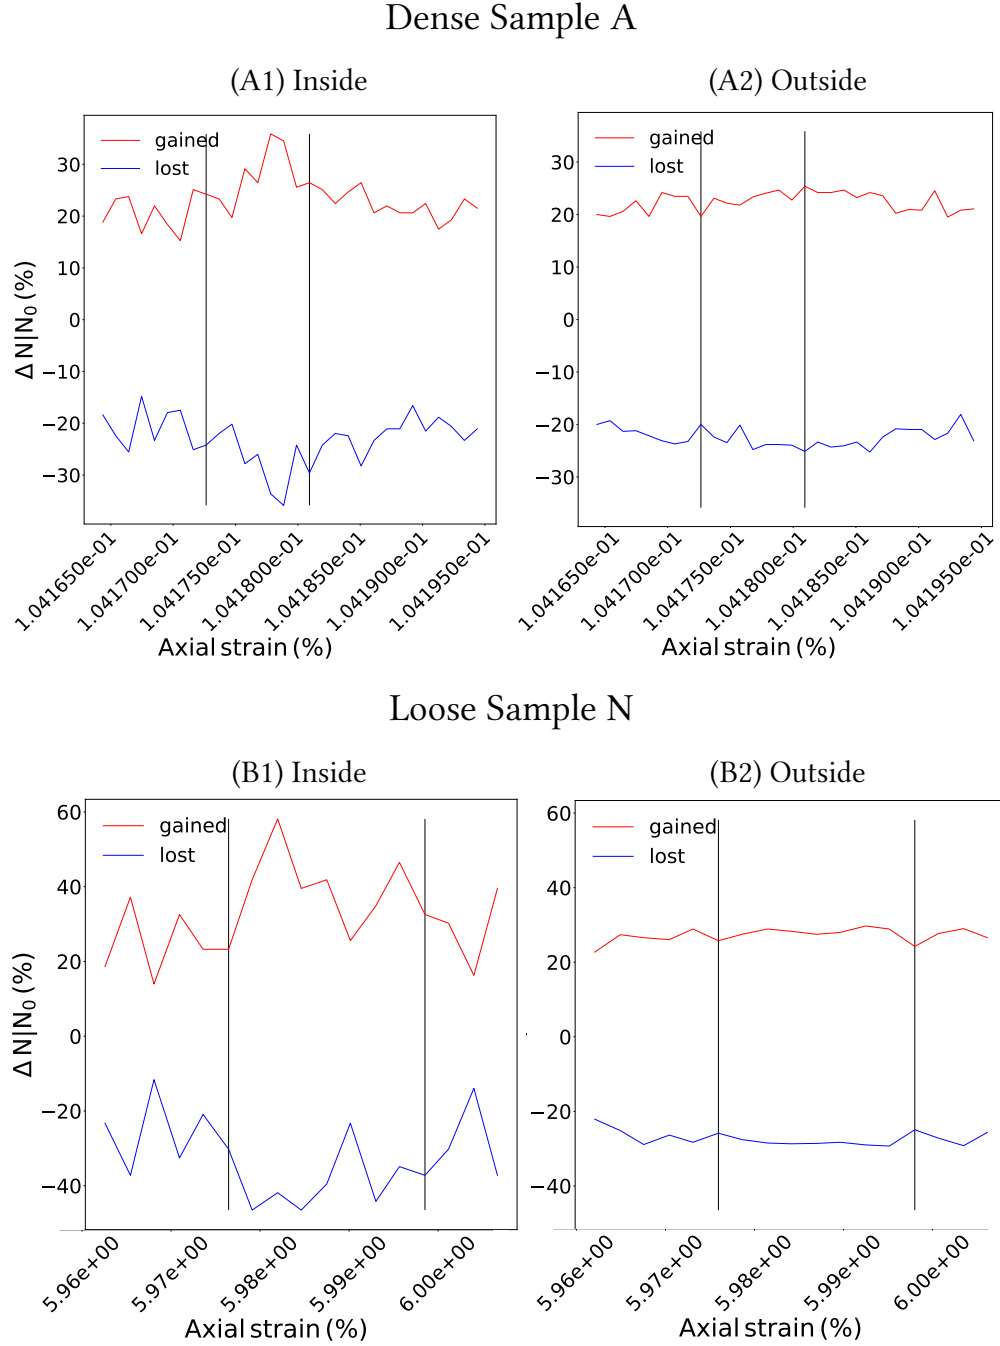 Dense Sample A
(A1) Inside
(A2) Outside
gained
lost
30
20
10
0
−10
−20
−30
Δ N|N₀ (%)
1.041650e-01
1.041700e-01
1.041750e-01
1.041800e-01
1.041850e-01
1.041900e-01
1.041950e-01
Axial strain (%)
gained
lost
30
20
10
0
−10
−20
−30
1.041650e-01
1.041700e-01
1.041750e-01
1.041800e-01
1.041850e-01
1.041900e-01
1.041950e-01
Axial strain (%)
Loose Sample N
(B1) Inside
(B2) Outside
gained
lost
60
40
20
0
−20
−40
Δ N|N₀ (%)
5.96e+00
5.97e+00
5.98e+00
5.99e+00
6.00e+00
Axial strain (%)
gained
lost
60
40
20
0
−20
−40
5.96e+00
5.97e+00
5.98e+00
5.99e+00
6.00e+00
Axial strain (%)